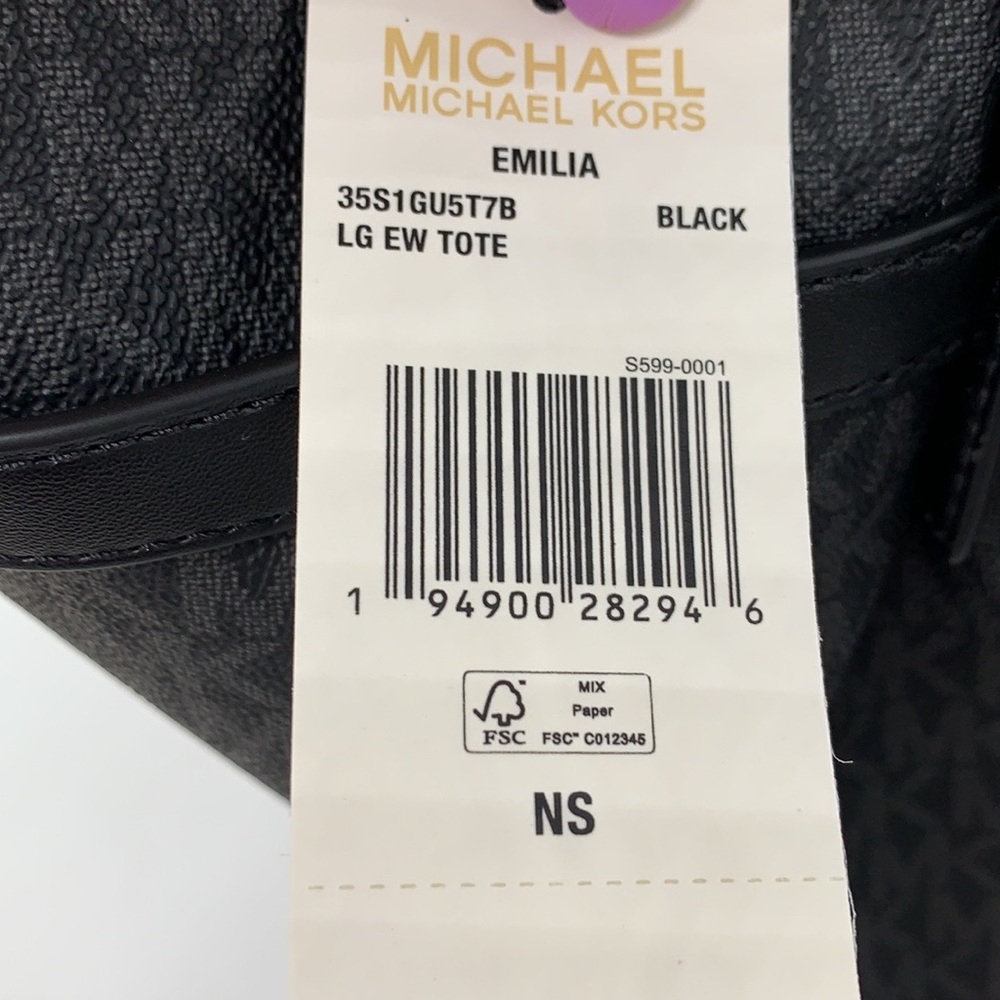 MICHAEL
MICHAEL KORS
EMILIA
35S1GU5T7B BLACK
LG EW TOTE
S599-0001
1 94900 28294 6
MIX
Paper
FSC FSC™ C012345
NS